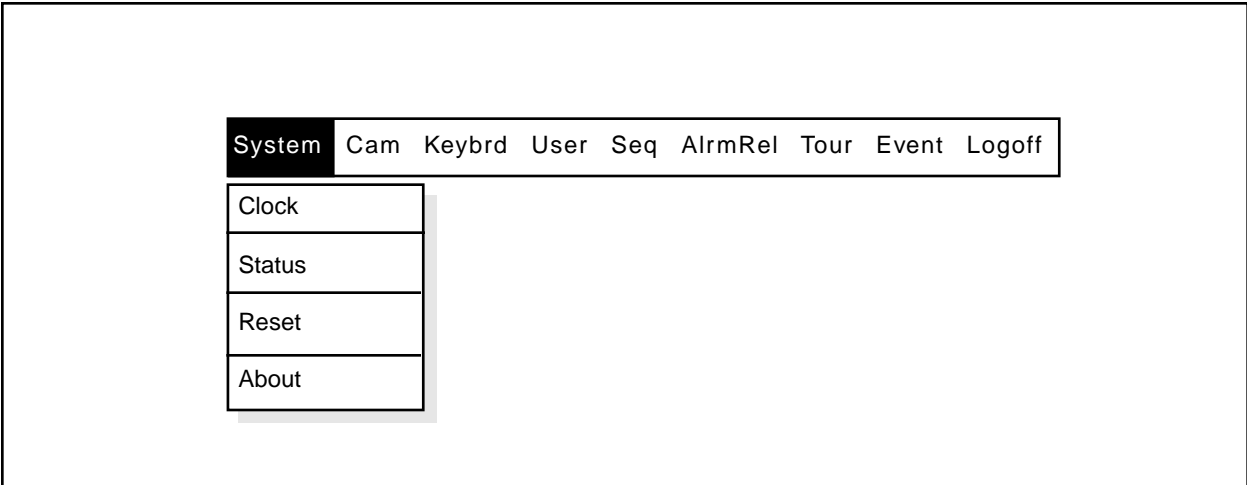 System Cam Keybrd User Seq AlrmRel Tour Event Logoff
Clock
Status
Reset
About